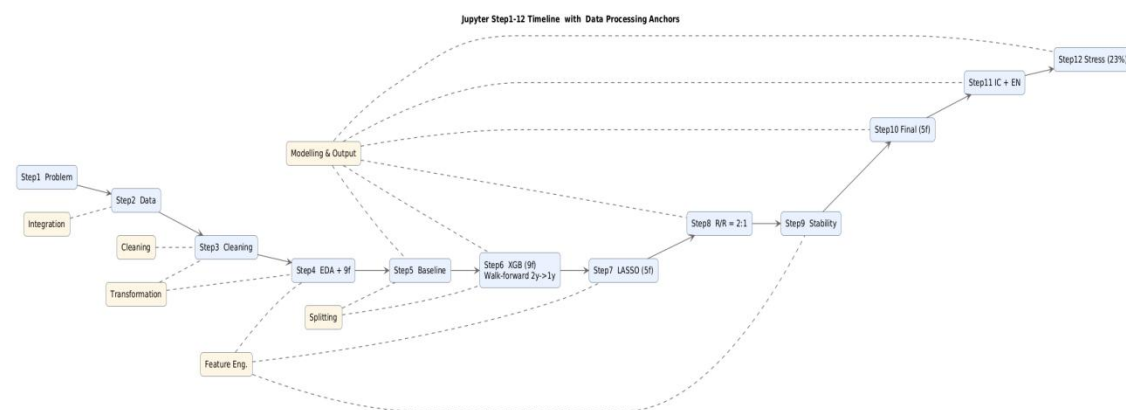 Jupyter Step1-12 Timeline with Data Processing Anchors
Step12 Stress (23%)
Step11 IC + EN
Step10 Final (5f)
Modelling & Output
Step1 Problem
Step2 Data
Integration
Step8 R/R = 2:1
Step9 Stability
Cleaning
Step3 Cleaning
Step4 EDA + 9f
Step5 Baseline
Step6 XGB (9f)
Walk-forward 2y->1y
Step7 LASSO (5f)
Transformation
Splitting
Feature Eng.